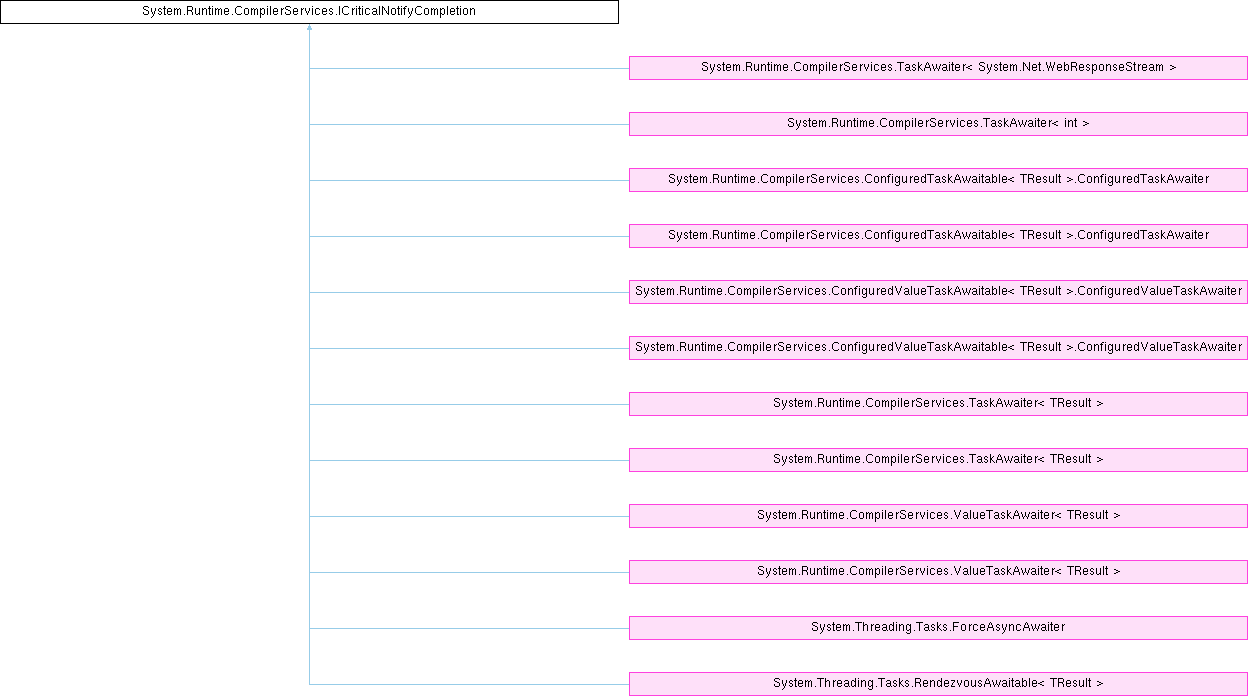 System.Runtime.CompilerServices.ICriticalNotifyCompletion
System.Runtime.CompilerServices.TaskAwaiter< System.Net.WebResponseStream >
System.Runtime.CompilerServices.TaskAwaiter< int >
System.Runtime.CompilerServices.ConfiguredTaskAwaitable< TResult >.ConfiguredTaskAwaiter
System.Runtime.CompilerServices.ConfiguredTaskAwaitable< TResult >.ConfiguredTaskAwaiter
System.Runtime.CompilerServices.ConfiguredValueTaskAwaitable< TResult >.ConfiguredValueTaskAwaiter
System.Runtime.CompilerServices.ConfiguredValueTaskAwaitable< TResult >.ConfiguredValueTaskAwaiter
System.Runtime.CompilerServices.TaskAwaiter< TResult >
System.Runtime.CompilerServices.TaskAwaiter< TResult >
System.Runtime.CompilerServices.ValueTaskAwaiter< TResult >
System.Runtime.CompilerServices.ValueTaskAwaiter< TResult >
System.Threading.Tasks.ForceAsyncAwaiter
System.Threading.Tasks.RendezvousAwaitable< TResult >